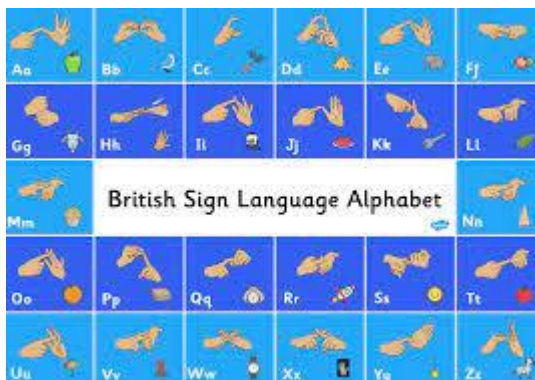 Aa Bb Cc Dd Ee Ff
Gg Hh Ii Jj Kk Ll
Mm British Sign Language Alphabet Nn
Oo Pp Qq Rr Ss Tt
Uu Vv Ww Xx Yy Zz